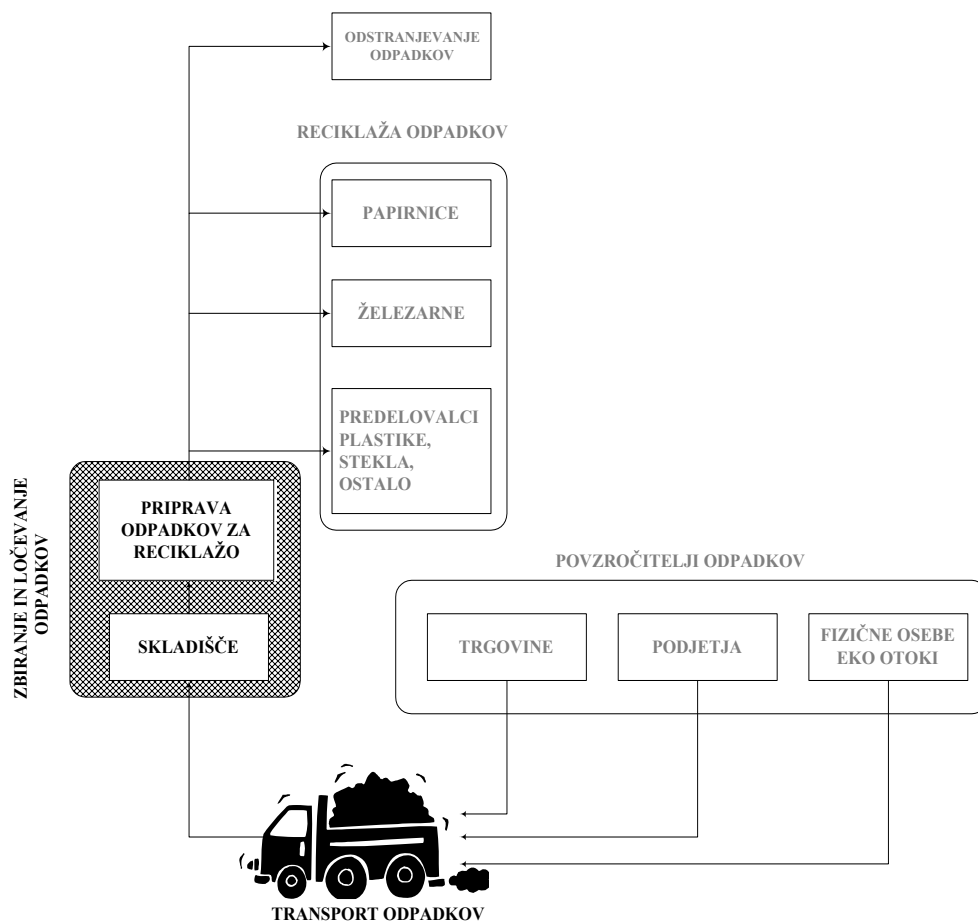 ODSTRANJEVANJE
ODPADKOV
RECIKLAŽA ODPADKOV
PAPIRNICE
ŽELEZARNE
PREDELOVALCI
PLASTIKE,
STEKLA,
OSTALO
ZBIRANJE IN LOČEVANJE
ODPADKOV
PRIPRAVA
ODPADKOV ZA
RECIKLAŽO
SKLADIŠČE
POVZROČITELJI ODPADKOV
TRGOVINE
PODJETJA
FIZIČNE OSEBE
EKO OTOKI
TRANSPORT ODPADKOV